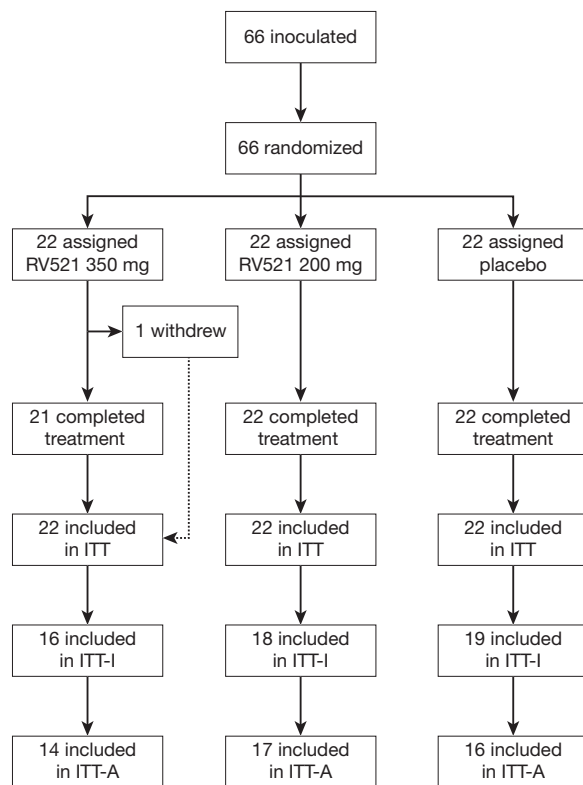 66 inoculated
66 randomized
22 assigned
RV521 350 mg
22 assigned
RV521 200 mg
22 assigned
placebo
1 withdrew
21 completed
treatment
22 completed
treatment
22 completed
treatment
22 included
in ITT
22 included
in ITT
22 included
in ITT
16 included
in ITT-I
18 included
in ITT-I
19 included
in ITT-I
14 included
in ITT-A
17 included
in ITT-A
16 included
in ITT-A